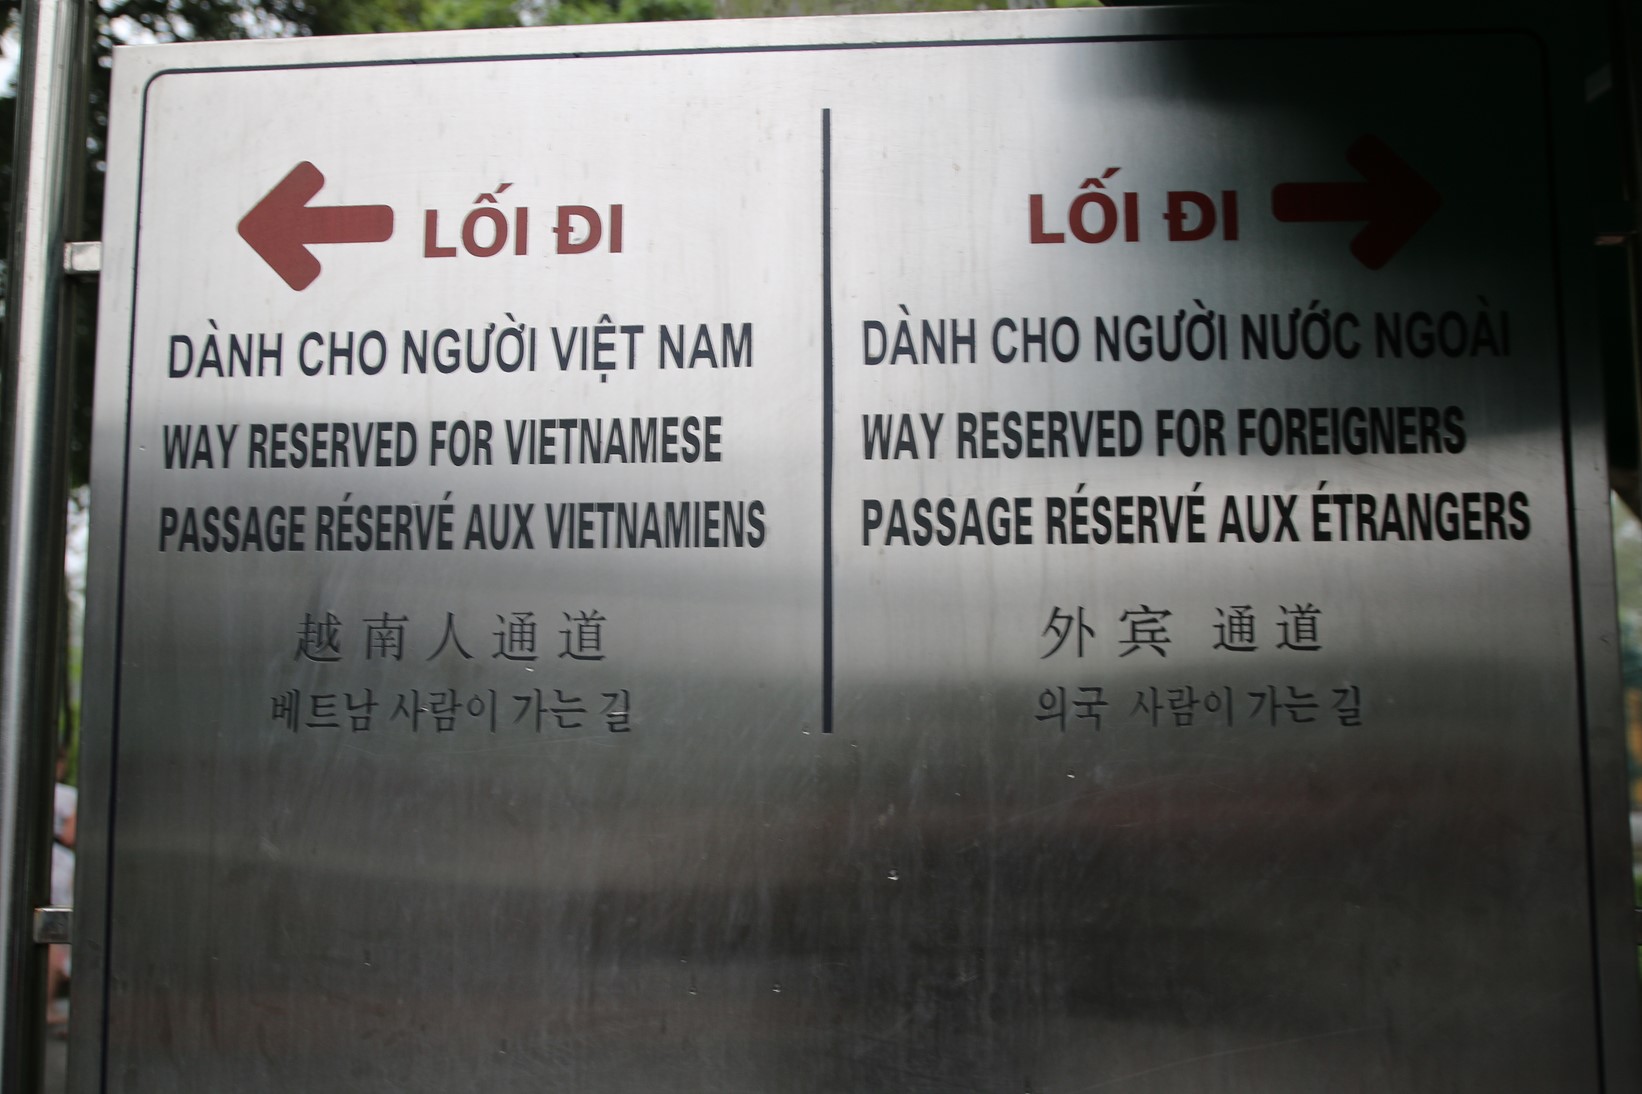 LỐI ĐI
DÀNH CHO NGƯỜI VIỆT NAM
WAY RESERVED FOR VIETNAMESE
PASSAGE RÉSERVÉ AUX VIETNAMIENS
越南人通道
베트남 사람이 가는 길
LỐI ĐI
DÀNH CHO NGƯỜI NƯỚC NGOÀI
WAY RESERVED FOR FOREIGNERS
PASSAGE RÉSERVÉ AUX ÉTRANGERS
外宾 通道
의국 사람이 가는 길